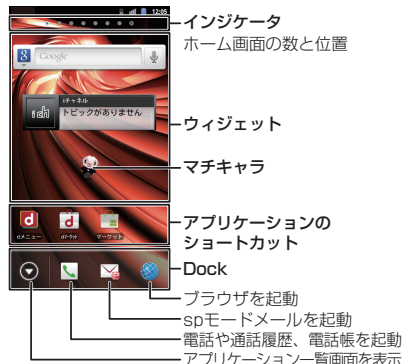 12:05
インジケータ
ホーム画面の数と位置
8 Google
iチャネル
ich トピックがありません
ウィジェット
マチキャラ
dメニュー dマーケット マーケット
アプリケーションの
ショートカット
Dock
ブラウザを起動
spモードメールを起動
電話や通話履歴、電話帳を起動
アプリケーション一覧画面を表示